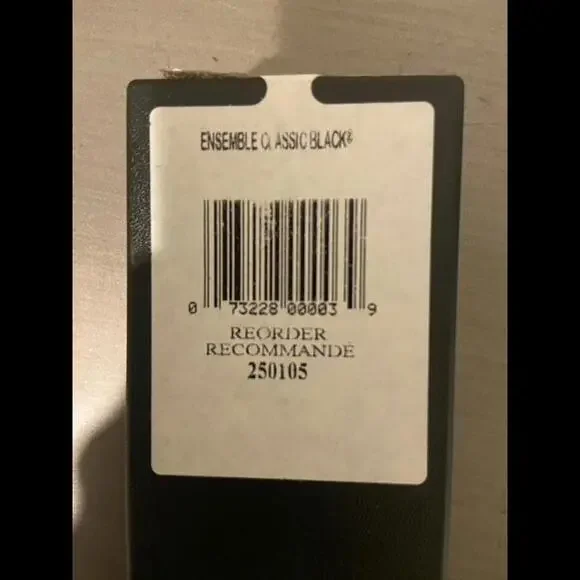 ENSEMBLE CLASSIC BLACK®
0 73228 00003 9
REORDER
RECOMMANDÉ
250105